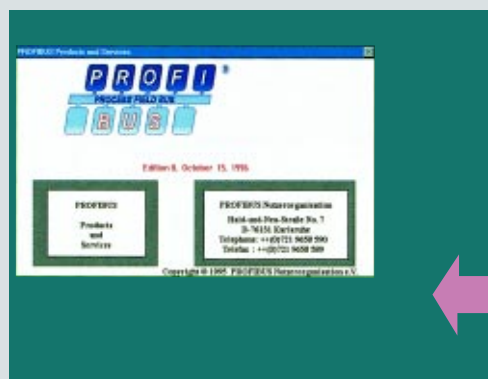 PROFIBUS Products and Services
PROFI
PROCESS FIELD BUS
BUS
Edition 8, October 15, 1996
PROFIBUS
Products
and
Services
PROFIBUS Nutzerorganisation
Haid-und-Neu-Straße No. 7
D-76131 Karlsruhe
Telephone: ++(0)721 9658 590
Telefax : ++(0)721 9658 589
Copyright © 1995 PROFIBUS Nutzerorganisation e.V.